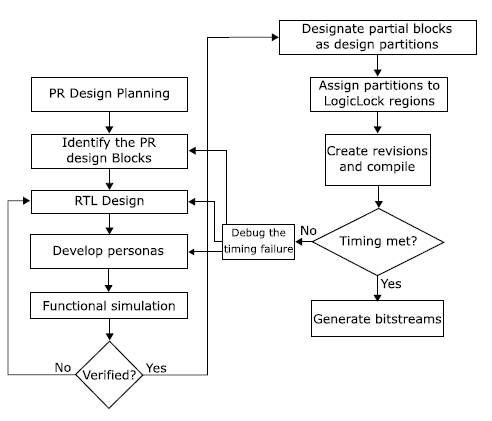 PR Design Planning
Identify the PR
design Blocks
RTL Design
Develop personas
Functional simulation
No
Verified?
Yes
Designate partial blocks
as design partitions
Assign partitions to
LogicLock regions
Create revisions
and compile
Debug the
timing failure
No
Timing met?
Yes
Generate bitstreams